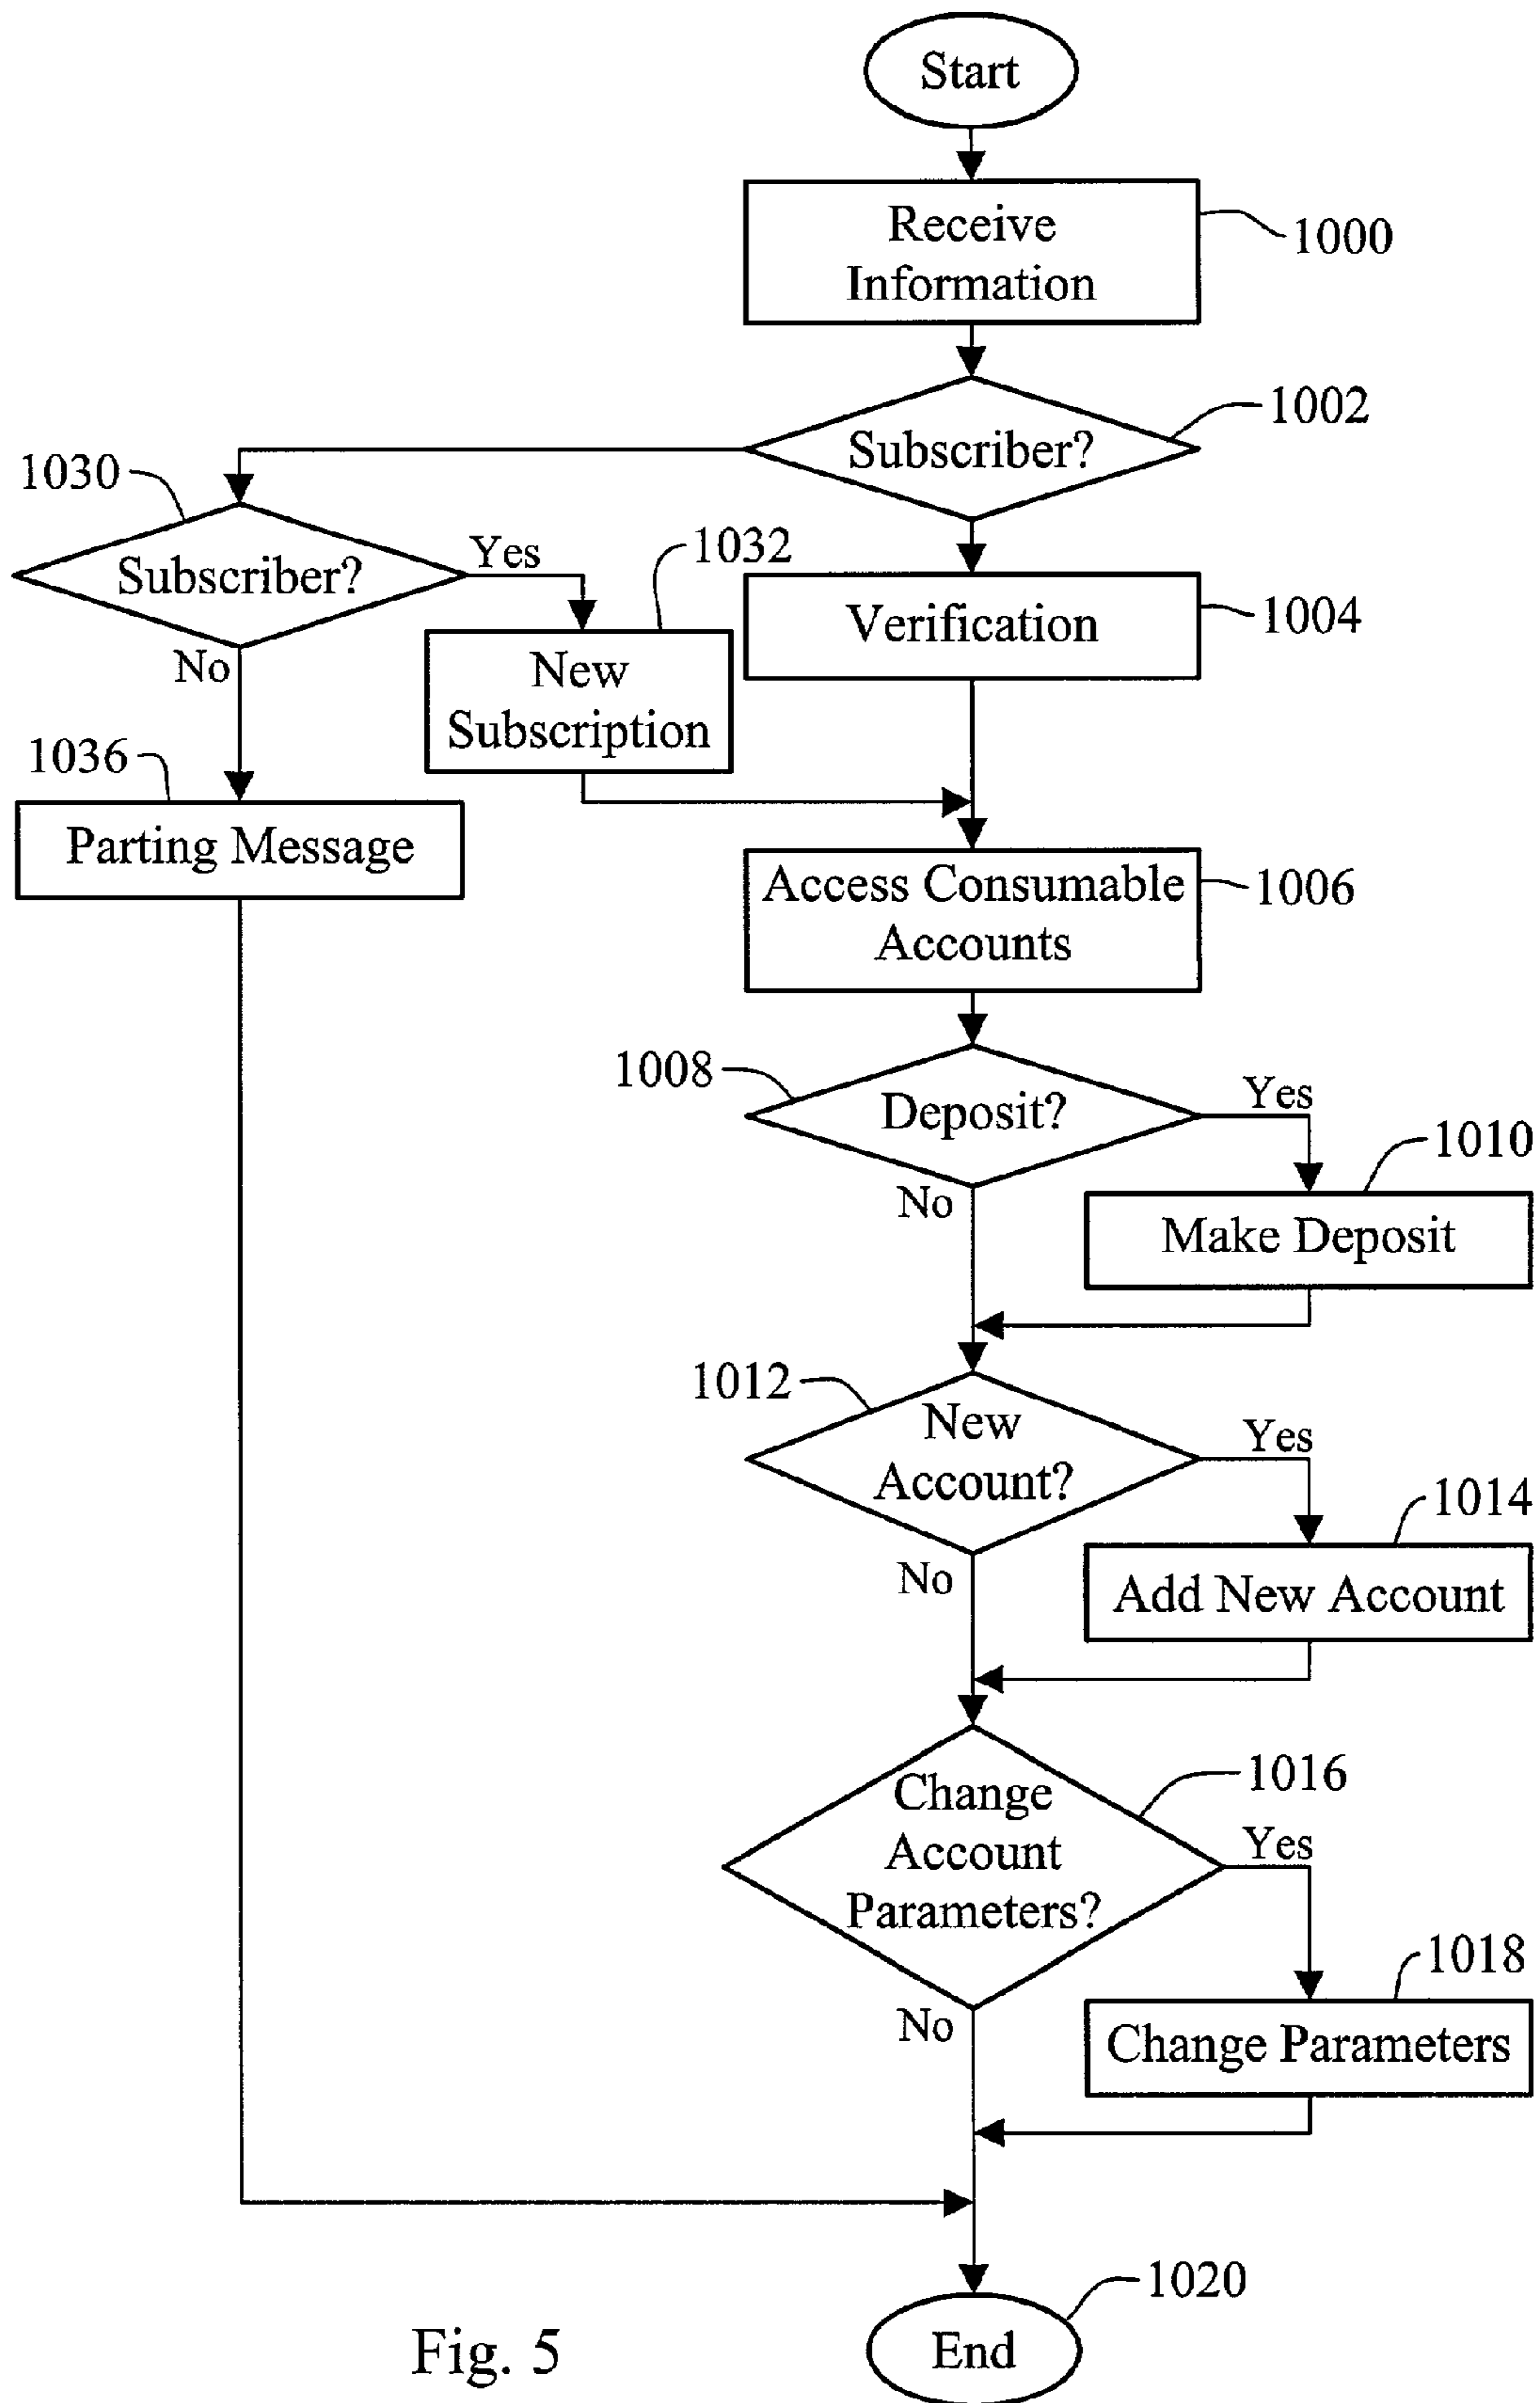 Start
Receive
Information
1000
1002
Subscriber?
1030
Subscriber?
Yes
1032
No
New
Subscription
Verification
1004
1036
Parting Message
Access Consumable
Accounts
1006
1008
Deposit?
Yes
1010
No
Make Deposit
1012
New
Account?
Yes
1014
No
Add New Account
Change
Account
Parameters?
1016
Yes
1018
No
Change Parameters
1020
End
Fig. 5